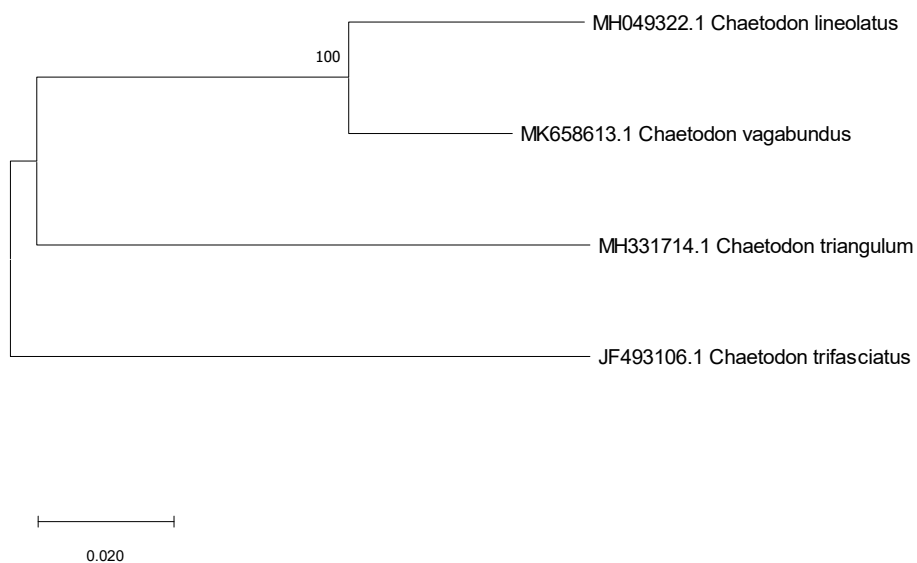 MH049322.1 Chaetodon lineolatus
100
MK658613.1 Chaetodon vagabundus
MH331714.1 Chaetodon triangulum
JF493106.1 Chaetodon trifasciatus
0.020